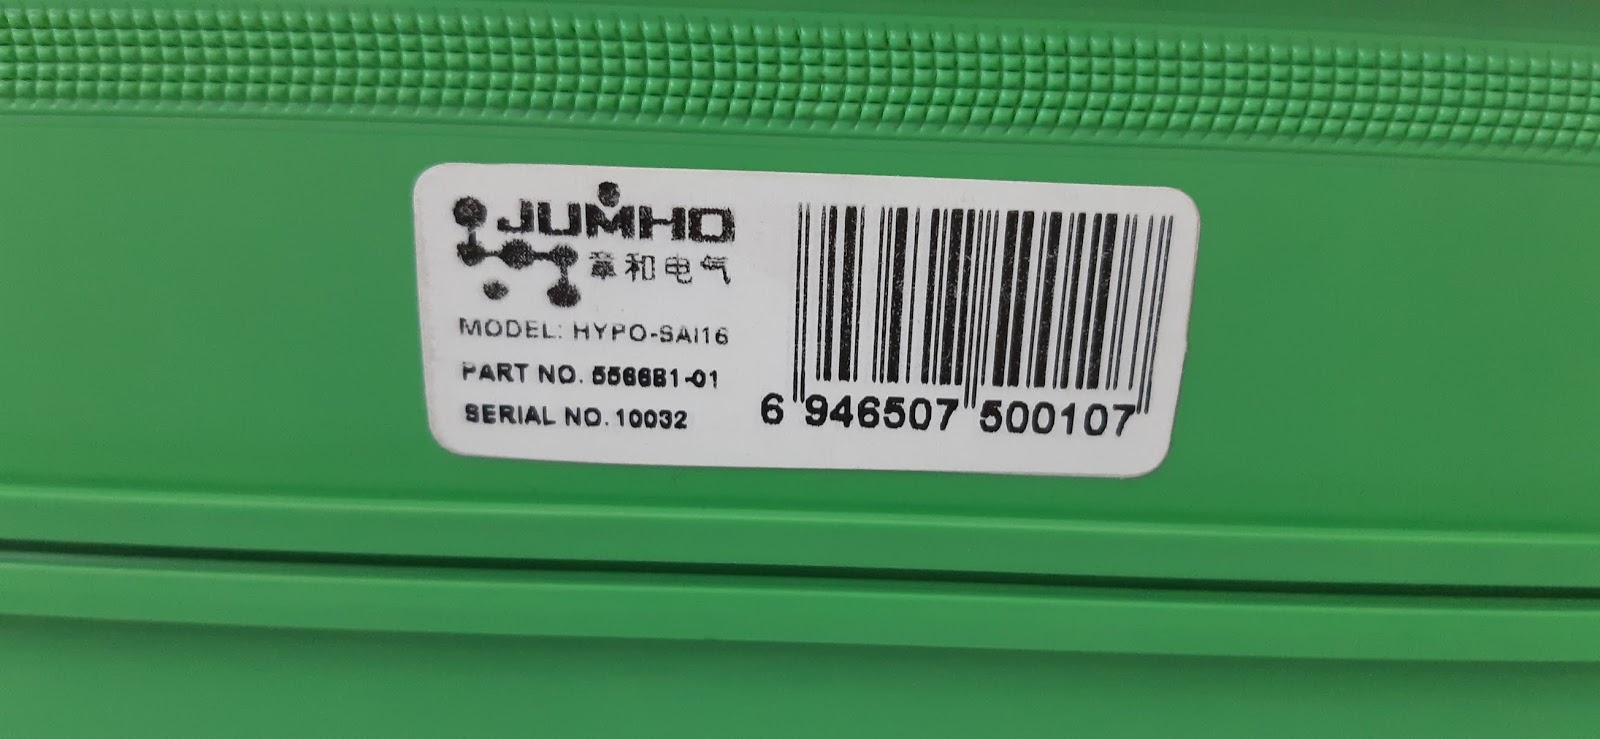 JUMHO
章和电气
MODEL: HYPO-SAI16
PART NO. 556681-01
SERIAL NO. 10032
6 946507 500107